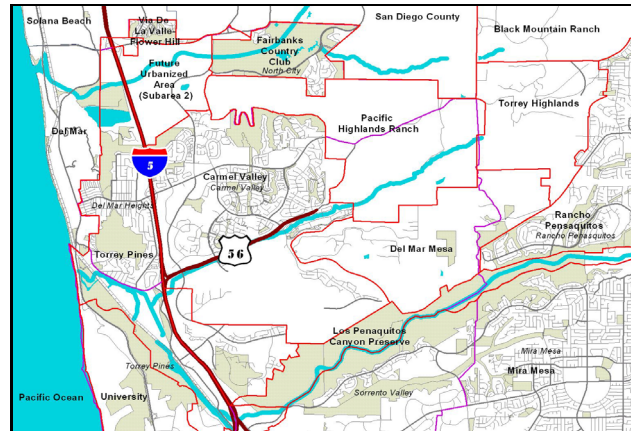 Solana Beach
Via De
La Valle-
Flower Hill
San Diego County
Fairbanks
Country
Club
North City
Black Mountain Ranch
Future
Urbanized
Area
(Subarea 2)
Torrey Highlands
Pacific
Highlands Ranch
Del Mar
5
Carmel Valley
Carmel Valley
Del Mar Heights
Rancho
Pensaquitos
Rancho Penasquitos
Torrey Pines
56
Del Mar Mesa
Los Penaquitos
Canyon Preserve
Mira Mesa
Mira Mesa
Torrey Pines
Sorrento Valley
Pacific Ocean
University